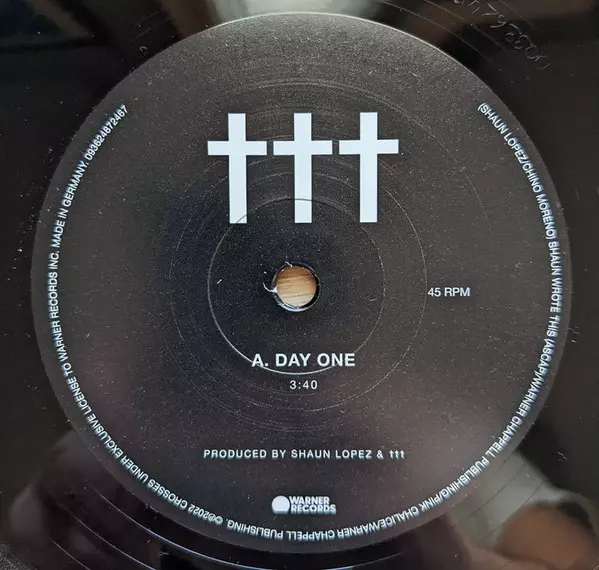 †††
45 RPM
A. DAY ONE
3:40
PRODUCED BY SHAUN LOPEZ & †††
WARNER
RECORDS
(SHAUN LOPEZ/CHINO MORENO) SHAUN WROTE THIS (ASCAP)/WARNER CHAPPELL PUBLISHING/PINK CHALICE/WARNER CHAPPELL PUBLISHING. ℗©2022 CROSSES UNDER EXCLUSIVE LICENSE TO WARNER RECORDS INC. MADE IN GERMANY. 093624872467